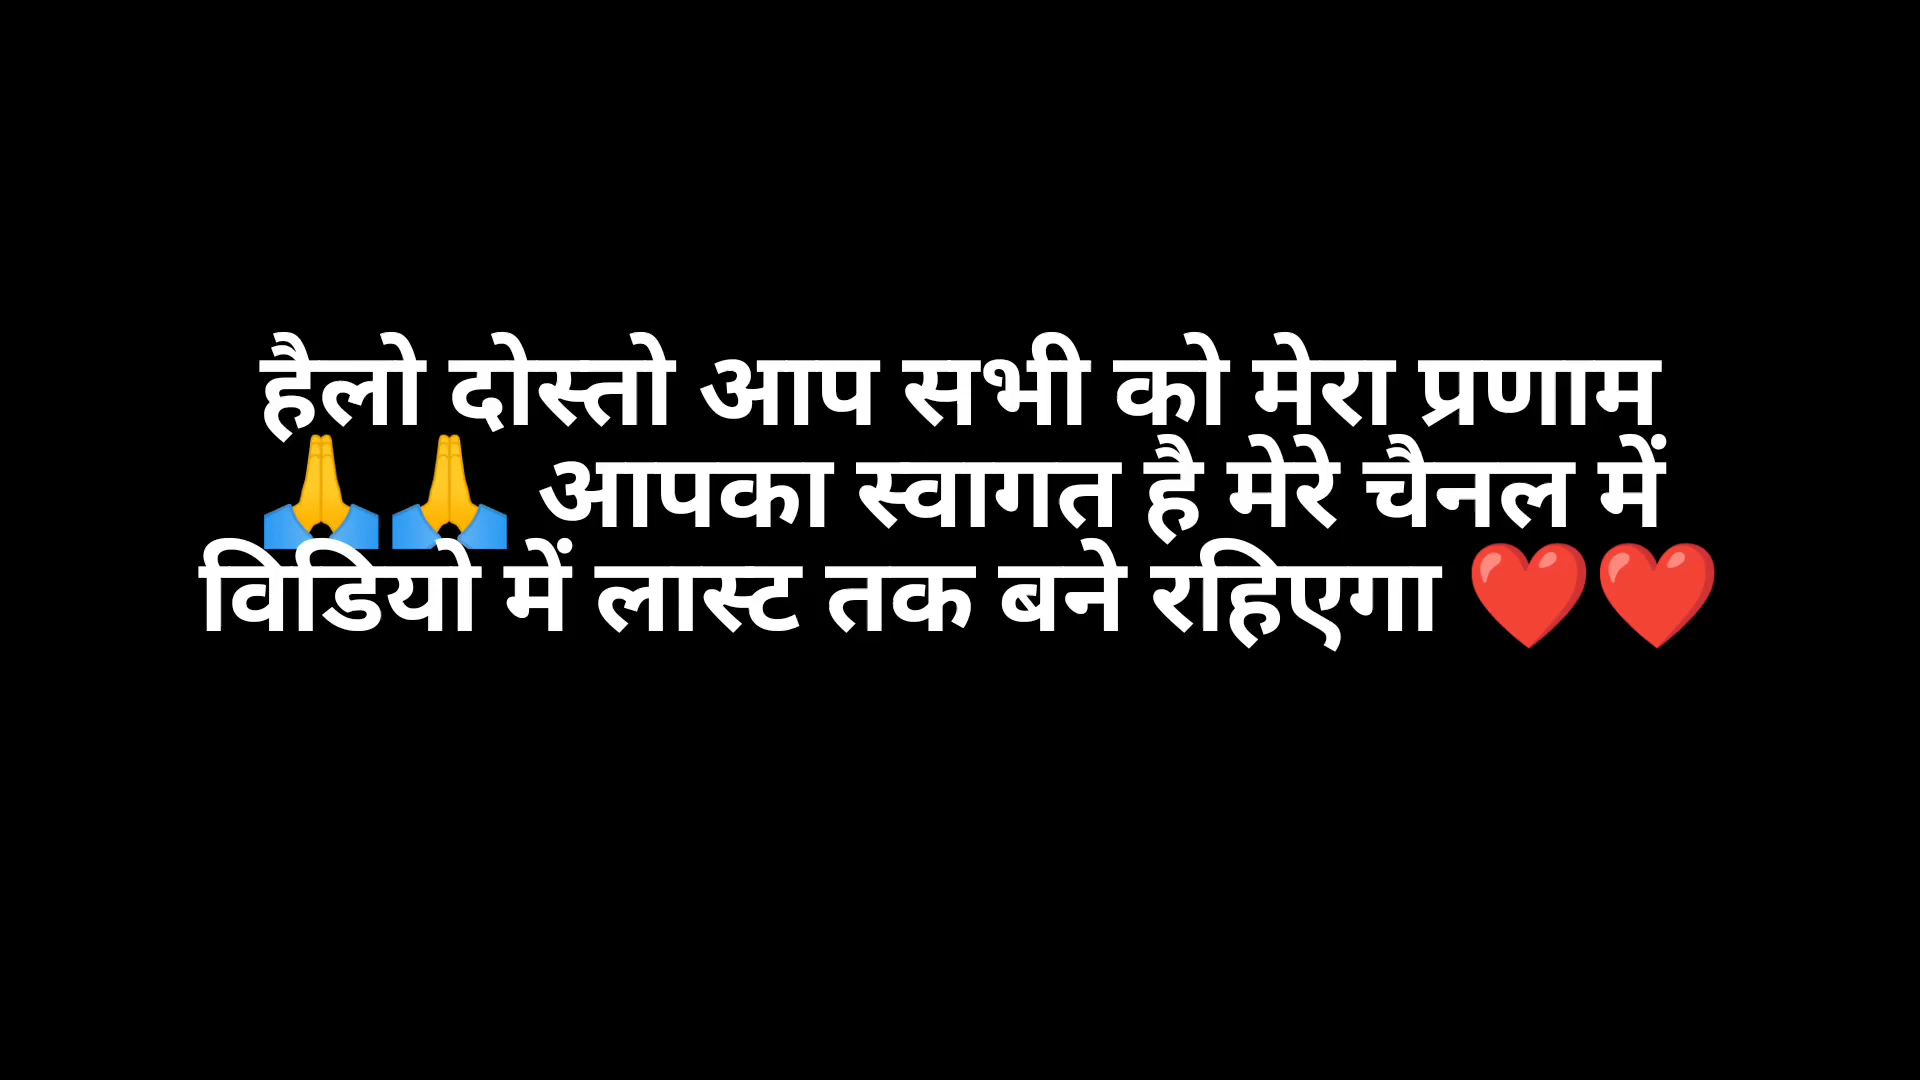 हैलो दोस्तो आप सभी को मेरा प्रणाम
🙏🙏 आपका स्वागत है मेरे चैनल में
विडियो में लास्ट तक बने रहिएगा ❤️❤️